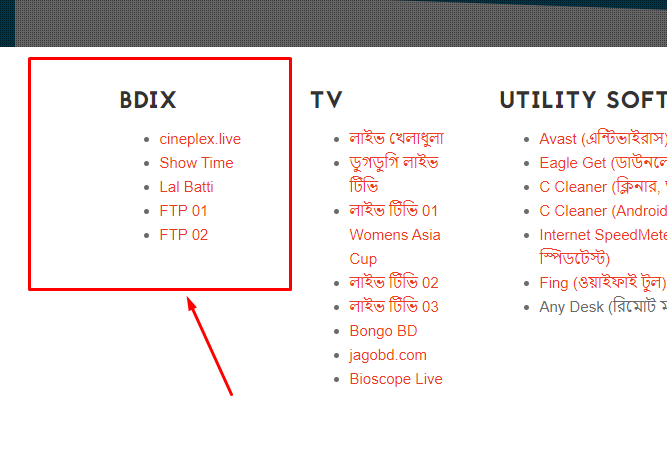 BDIX
cineplex.live
Show Time
Lal Batti
FTP 01
FTP 02
TV
লাইভ খেলাধুলা
ডুগডুগি লাইভ
টিভি
লাইভ টিভি 01
Womens Asia
Cup
লাইভ টিভি 02
লাইভ টিভি 03
Bongo BD
jagobd.com
Bioscope Live
UTILITY SOFT
Avast (এন্টিভাইরাস)
Eagle Get (ডাউনলো
C Cleaner (ক্লিনার,
C Cleaner (Android
Internet SpeedMete
স্পিডটেস্ট)
Fing (ওয়াইফাই টুল)
Any Desk (রিমোট